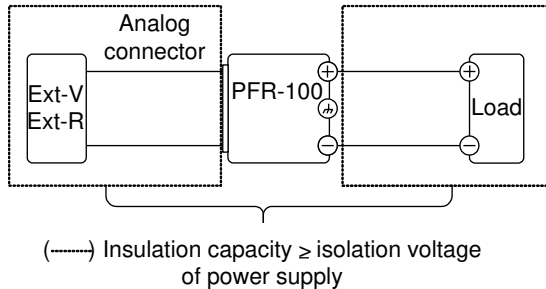 Analog
connector
Ext-V
Ext-R
PFR-100
+
-
+
-
Load
(--------) Insulation capacity ≥ isolation voltage
of power supply